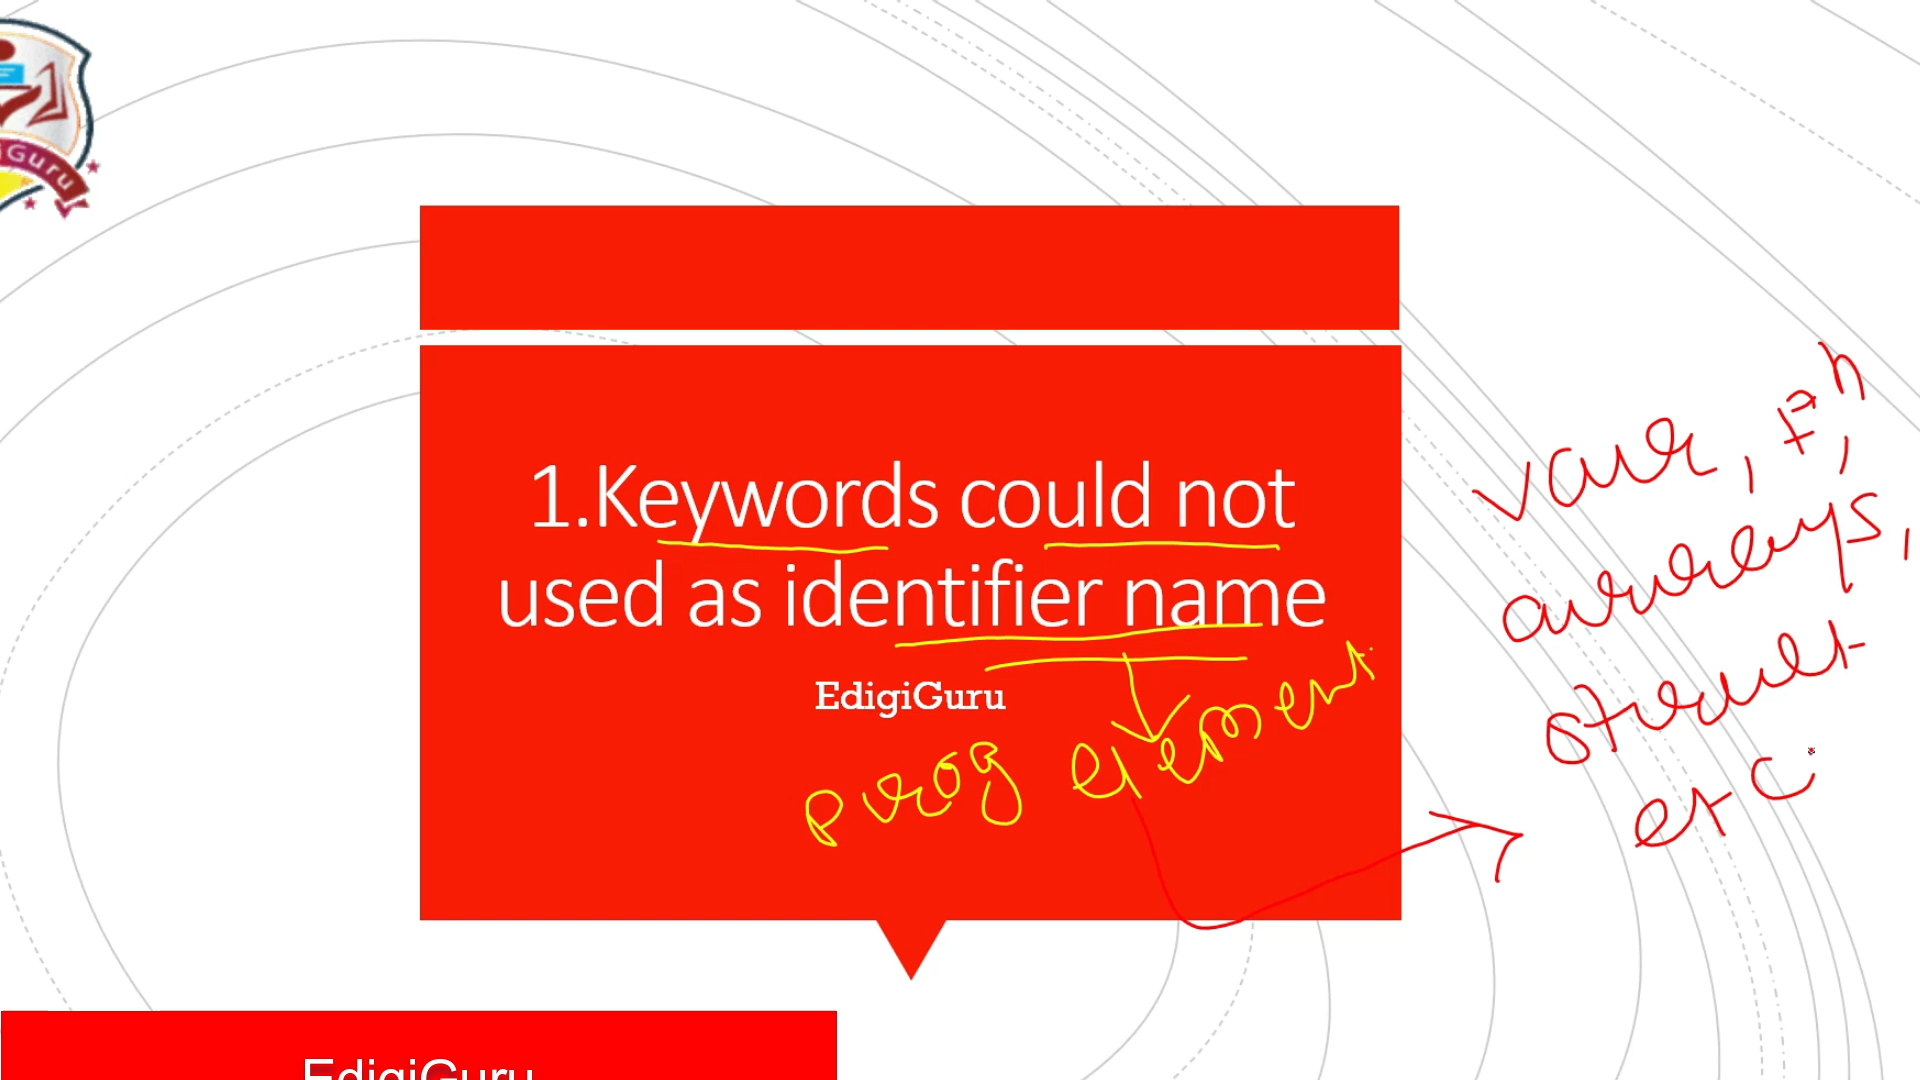 Guru
1.Keywords could not
used as identifier name
EdigiGuru
prog element.
var, Fn,
arrays,
struct
etc
EdigiGuru